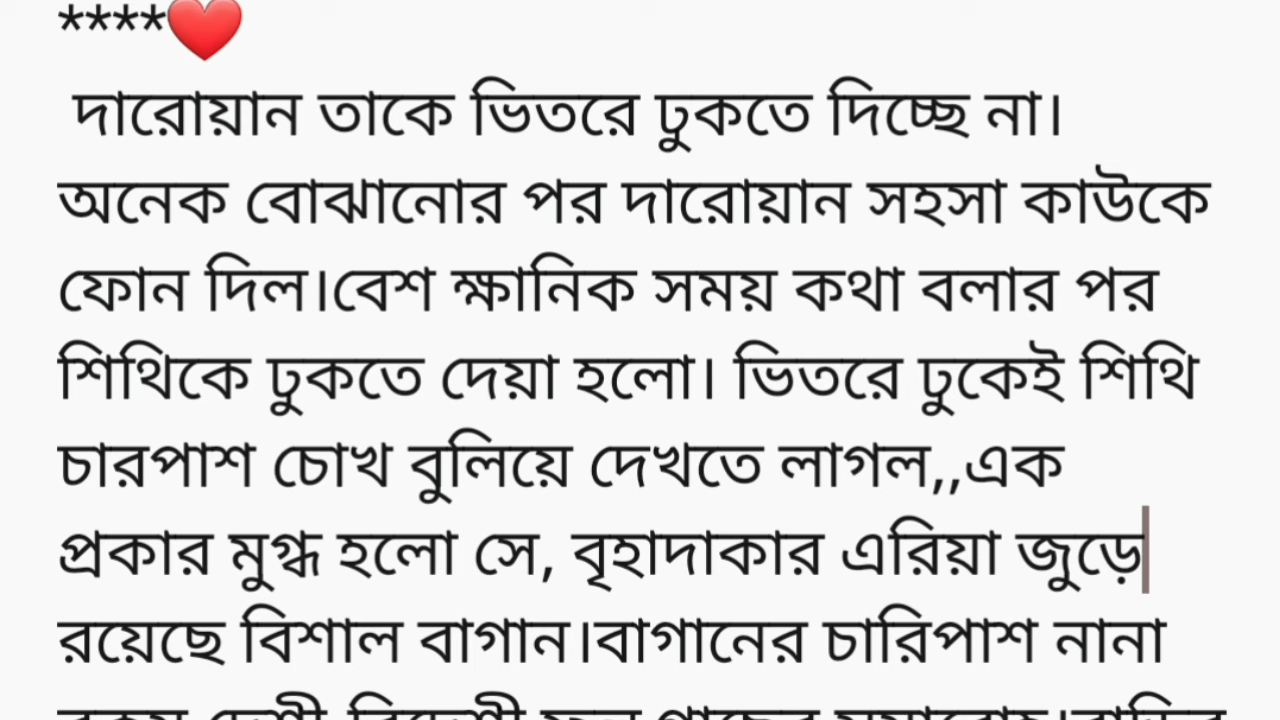 ****❤️
দারোয়ান তাকে ভিতরে ঢুকতে দিচ্ছে না।
অনেক বোঝানোর পর দারোয়ান সহসা কাউকে
ফোন দিল।বেশ ক্ষানিক সময় কথা বলার পর
শিথিকে ঢুকতে দেয়া হলো। ভিতরে ঢুকেই শিথি
চারপাশ চোখ বুলিয়ে দেখতে লাগল,,এক
প্রকার মুগ্ধ হলো সে, বৃহাদাকার এরিয়া জুড়ে
রয়েছে বিশাল বাগান।বাগানের চারিপাশ নানা